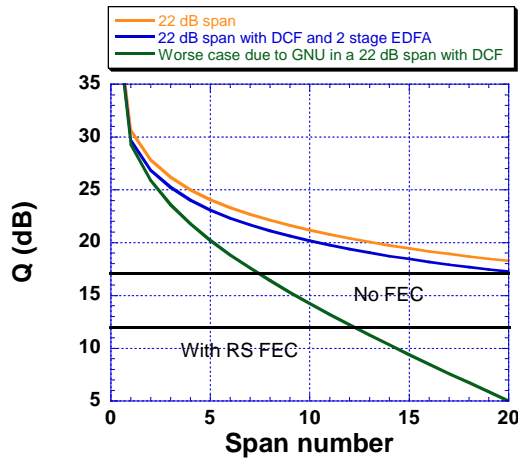 22 dB span
22 dB span with DCF and 2 stage EDFA
Worse case due to GNU in a 22 dB span with DCF
35
30
25
20
15
10
5
Q (dB)
No FEC
With RS FEC
0 5 10 15 20
Span number